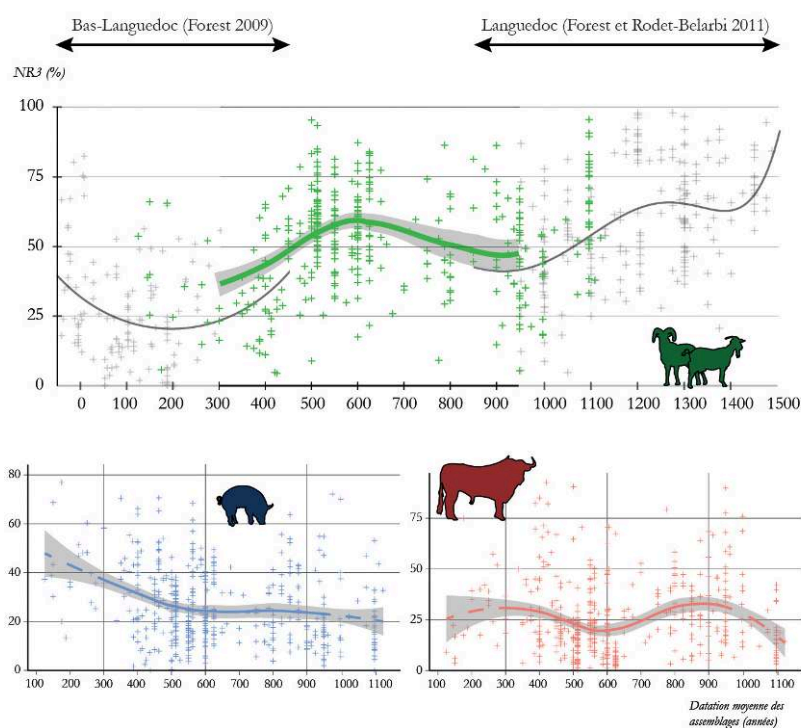 Bas-Languedoc (Forest 2009)
Languedoc (Forest et Rodet-Belarbi 2011)
NR3 (%)
100
75
50
25
0
0 100 200 300 400 500 600 700 800 900 1000 1100 1200 1300 1400 1500
80
60
40
20
0
100 200 300 400 500 600 700 800 900 1000 1100
75
50
25
0
100 200 300 400 500 600 700 800 900 1000 1100
Datation moyenne des
assemblages (années)